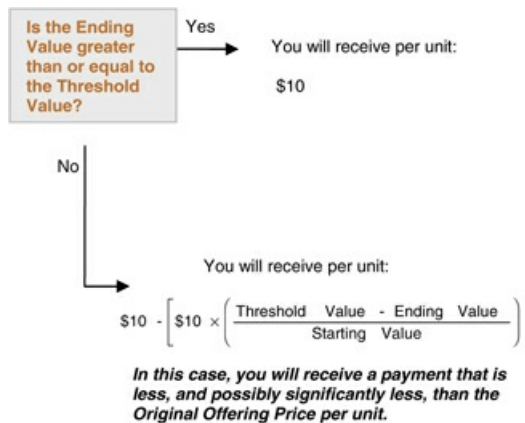 Is the Ending
Value greater
than or equal to
the Threshold
Value?
Yes
You will receive per unit:
$10
No
You will receive per unit:
$10 - [ $10 × ( Threshold Value - Ending Value
Starting Value )
In this case, you will receive a payment that is
less, and possibly significantly less, than the
Original Offering Price per unit.